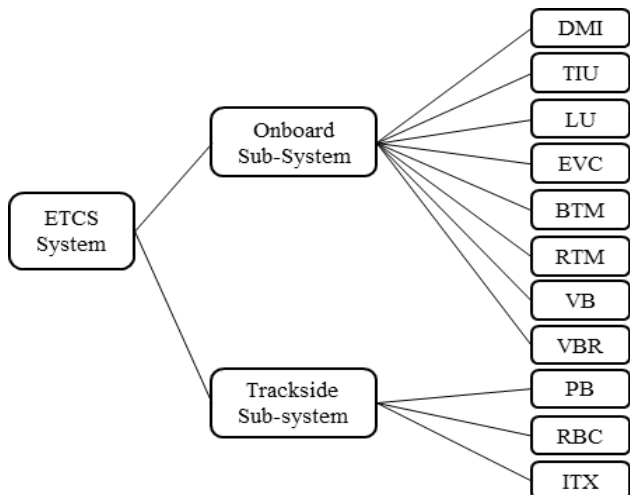 DMI
TIU
LU
Onboard
Sub-System
EVC
BTM
ETCS
System
RTM
VB
VBR
Trackside
Sub-system
PB
RBC
ITX